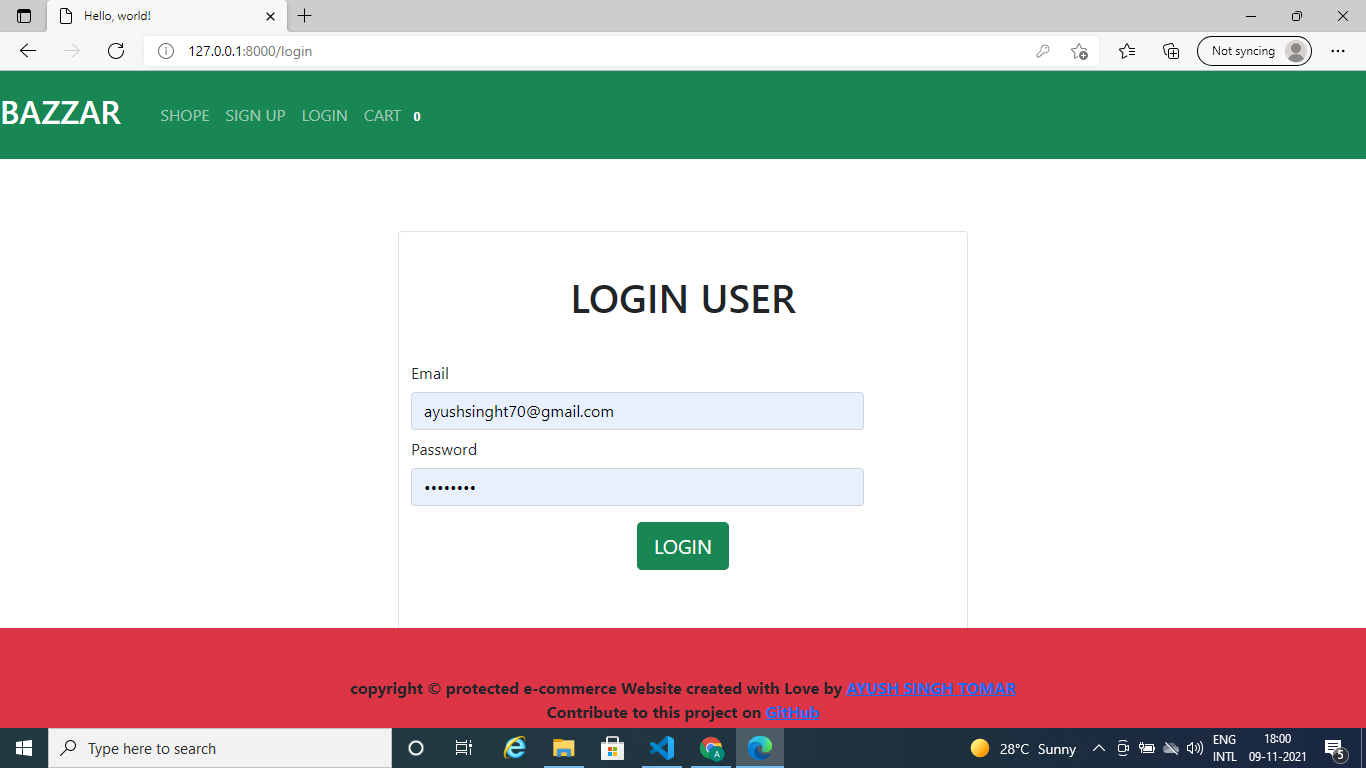 Hello, world!
127.0.0.1:8000/login
Not syncing
BAZZAR
SHOPE SIGN UP LOGIN CART 0
LOGIN USER
Email
ayushsinght70@gmail.com
Password
••••••••
LOGIN
copyright © protected e-commerce Website created with Love by AYUSH SINGH TOMAR
Contribute to this project on GitHub
Type here to search
A
28°C Sunny
ENG
INTL
18:00
09-11-2021
5